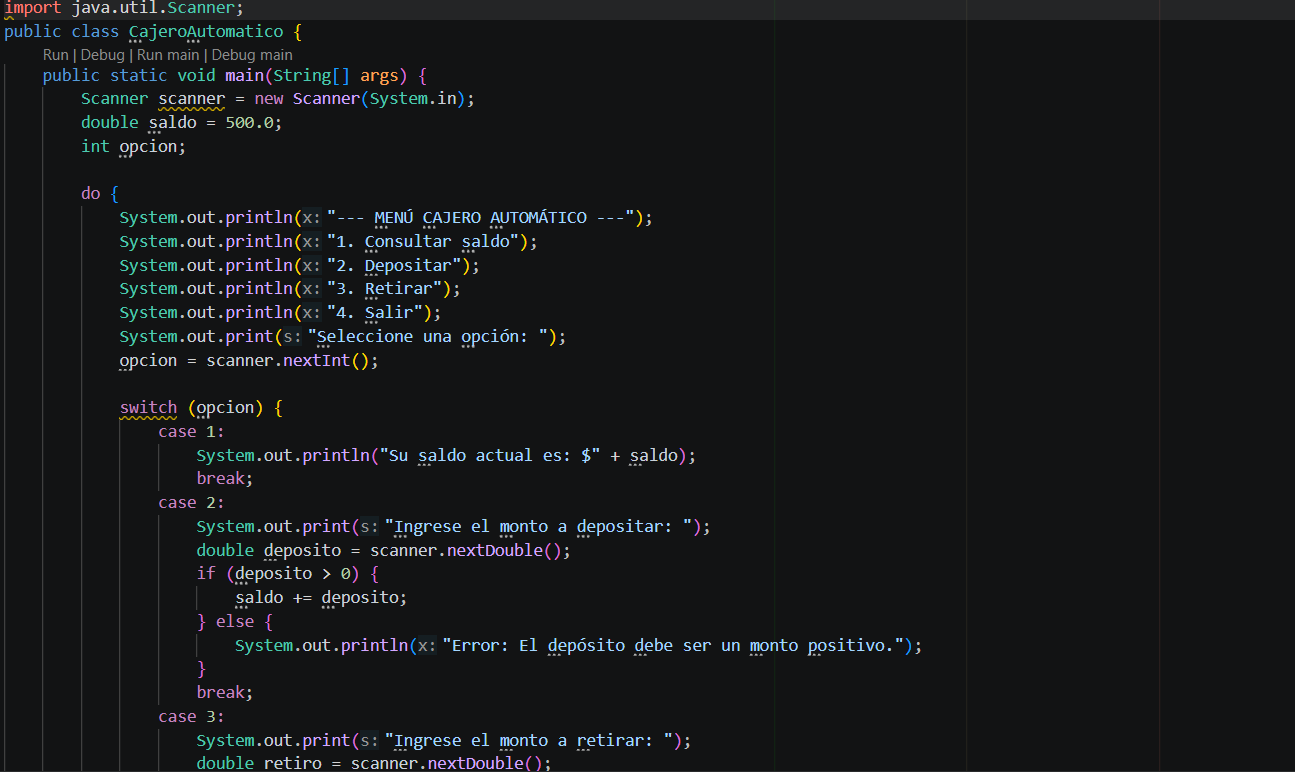 import java.util.Scanner;
public class CajeroAutomatico {
Run | Debug | Run main | Debug main
public static void main(String[] args) {
Scanner scanner = new Scanner(System.in);
double saldo = 500.0;
int opcion;
do {
System.out.println(x: "--- MENÚ CAJERO AUTOMÁTICO ---");
System.out.println(x: "1. Consultar saldo");
System.out.println(x: "2. Depositar");
System.out.println(x: "3. Retirar");
System.out.println(x: "4. Salir");
System.out.print(s: "Seleccione una opción: ");
opcion = scanner.nextInt();
switch (opcion) {
case 1:
System.out.println("Su saldo actual es: $" + saldo);
break;
case 2:
System.out.print(s: "Ingrese el monto a depositar: ");
double deposito = scanner.nextDouble();
if (deposito > 0) {
saldo += deposito;
} else {
System.out.println(x: "Error: El depósito debe ser un monto positivo.");
}
break;
case 3:
System.out.print(s: "Ingrese el monto a retirar: ");
double retiro = scanner.nextDouble();